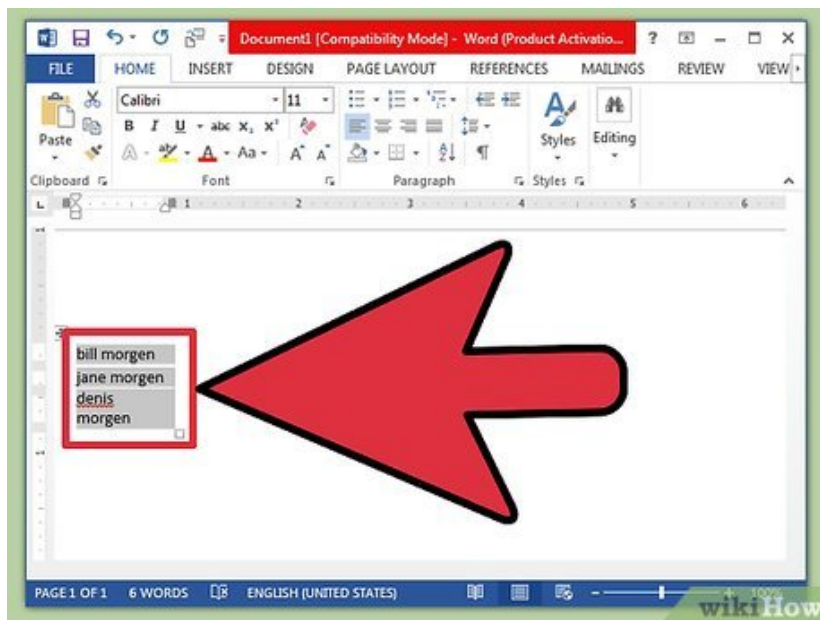 Document1 [Compatibility Mode] - Word (Product Activatio... ?
FILE HOME INSERT DESIGN PAGE LAYOUT REFERENCES MAILINGS REVIEW VIEW
Calibri 11
Paste B I U abc X₂ X² Styles Editing
A ab A Aa A A
Clipboard Font Paragraph Styles
1 2 3 4 5 6
bill morgen
jane morgen
denis
morgen
PAGE 1 OF 1 6 WORDS ENGLISH (UNITED STATES) 100%
wikiHow